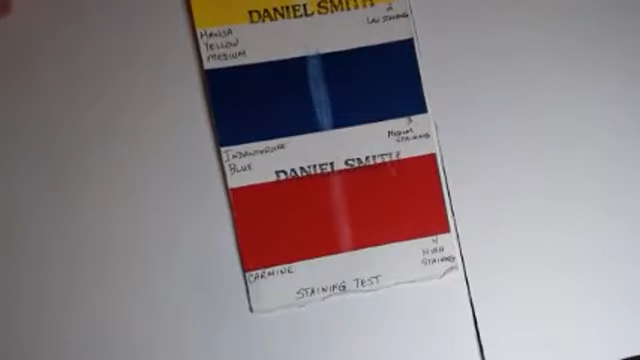 DANIEL SMITH
2
LOW STAINING
HANSA
YELLOW
MEDIUM
3
MEDIUM
STAINING
INDANTHRONE
BLUE
DANIEL SMITH
4
HIGH
STAINING
CARMINE
STAINING TEST